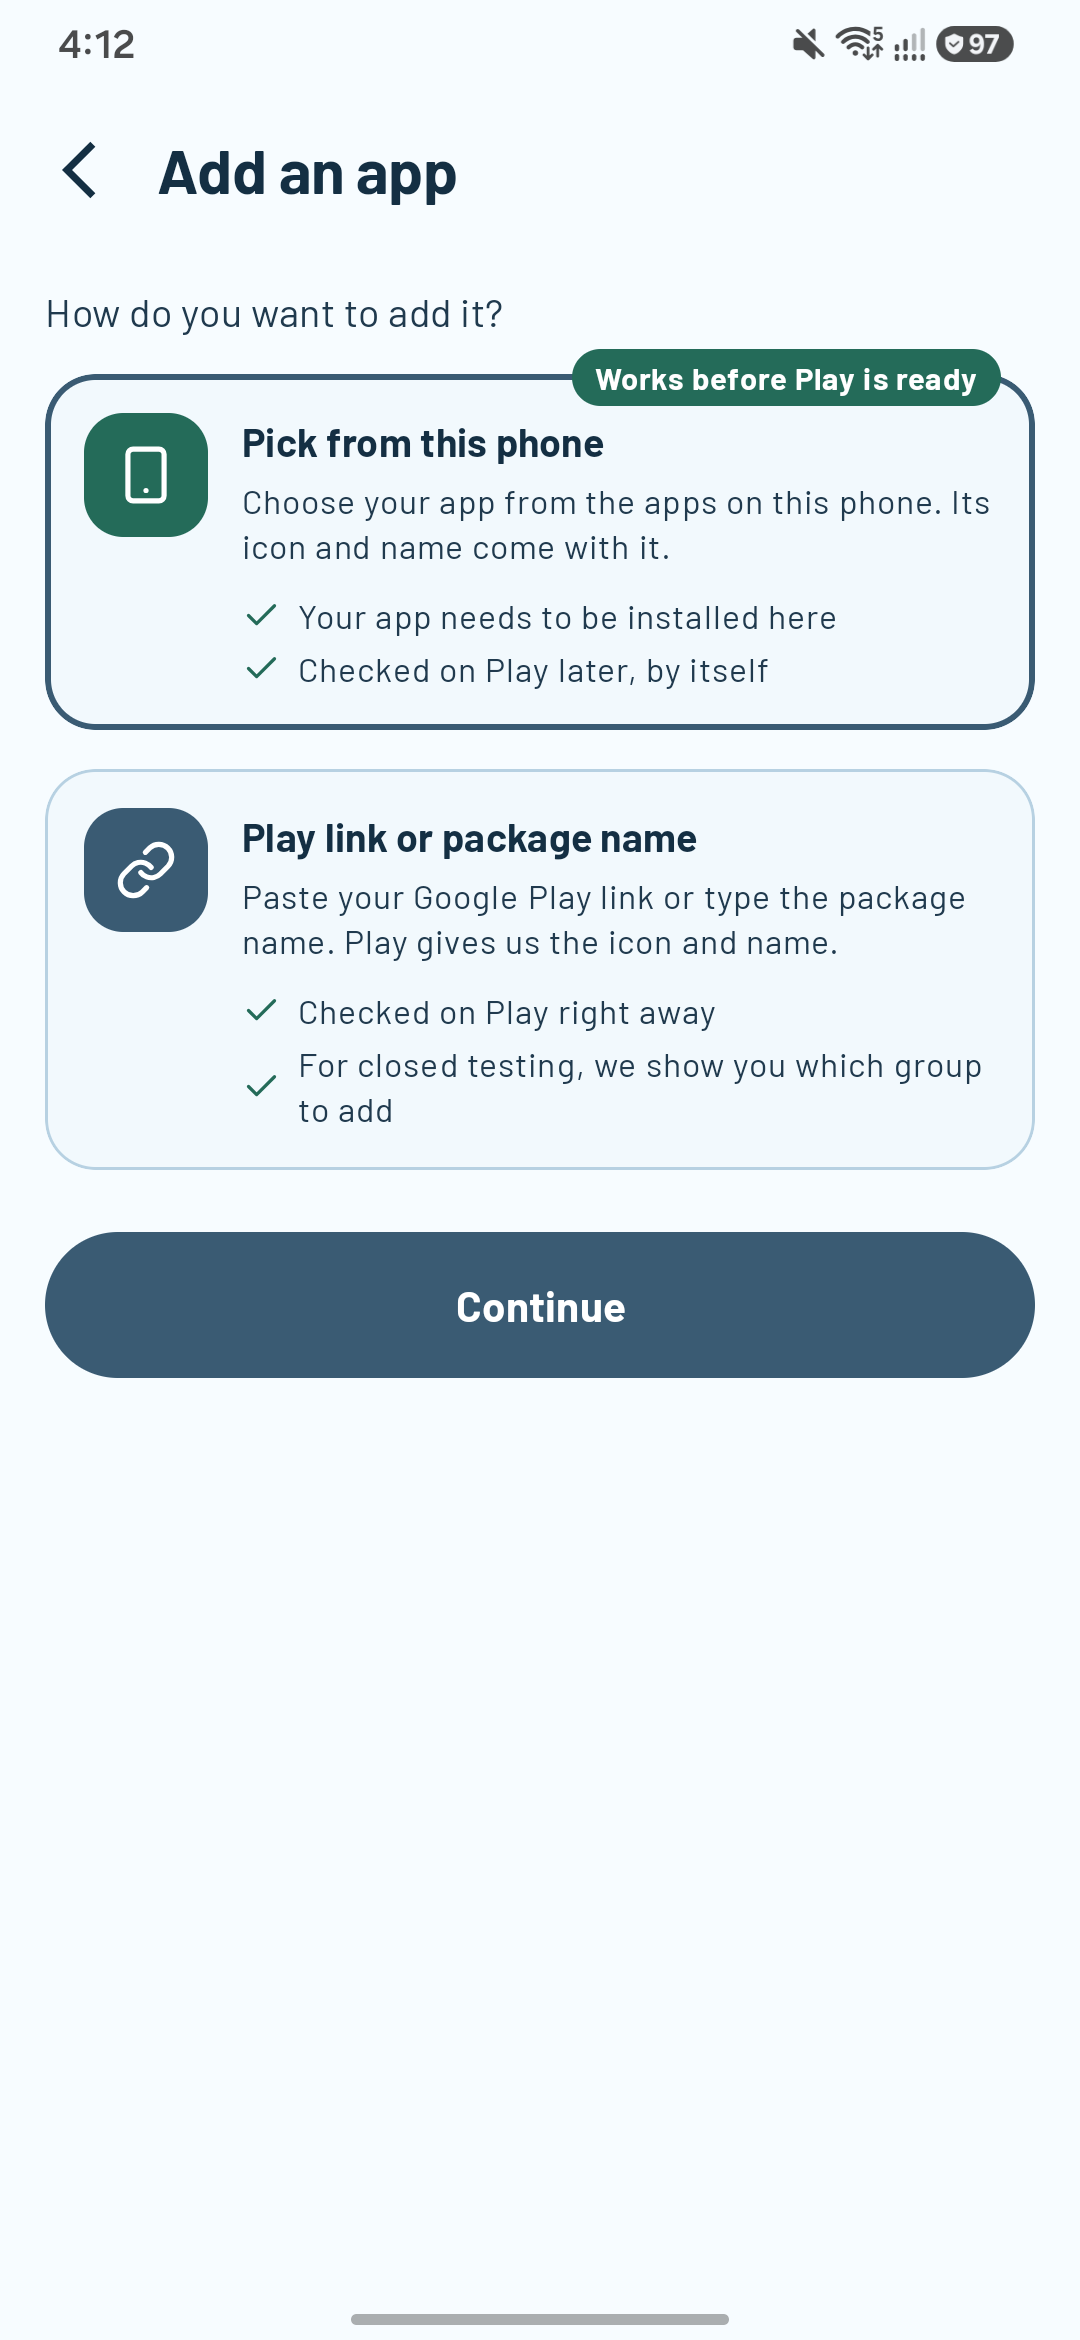 4:12
5
97
Add an app
How do you want to add it?
Works before Play is ready
Pick from this phone
Choose your app from the apps on this phone. Its
icon and name come with it.
Your app needs to be installed here
Checked on Play later, by itself
Play link or package name
Paste your Google Play link or type the package
name. Play gives us the icon and name.
Checked on Play right away
For closed testing, we show you which group
to add
Continue